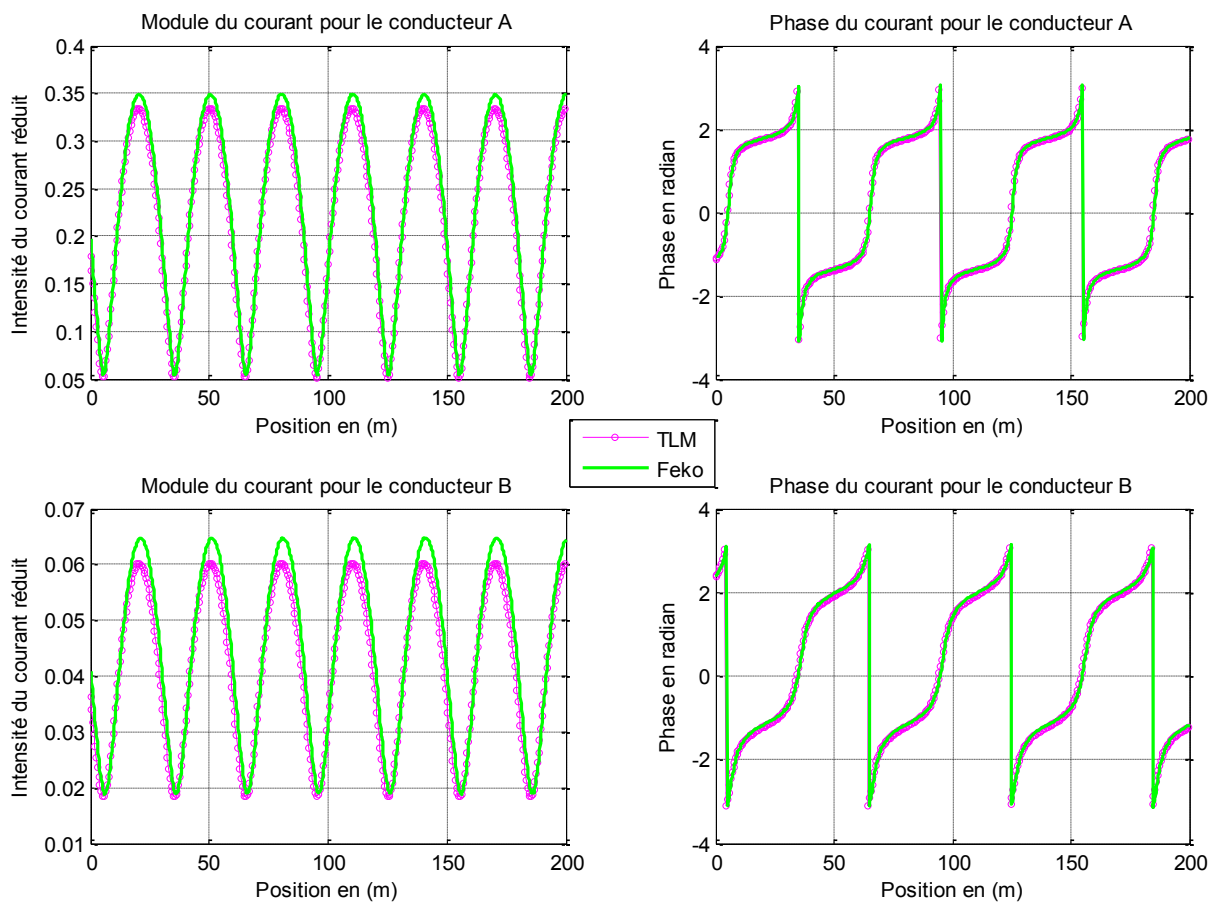 Module du courant pour le conducteur A
Intensité du courant réduit
0.4
0.35
0.3
0.25
0.2
0.15
0.1
0.05
0 50 100 150 200
Position en (m)
Phase du courant pour le conducteur A
Phase en radian
4
2
0
-2
-4
0 50 100 150 200
Position en (m)
TLM
Feko
Module du courant pour le conducteur B
Intensité du courant réduit
0.07
0.06
0.05
0.04
0.03
0.02
0.01
0 50 100 150 200
Position en (m)
Phase du courant pour le conducteur B
Phase en radian
4
2
0
-2
-4
0 50 100 150 200
Position en (m)